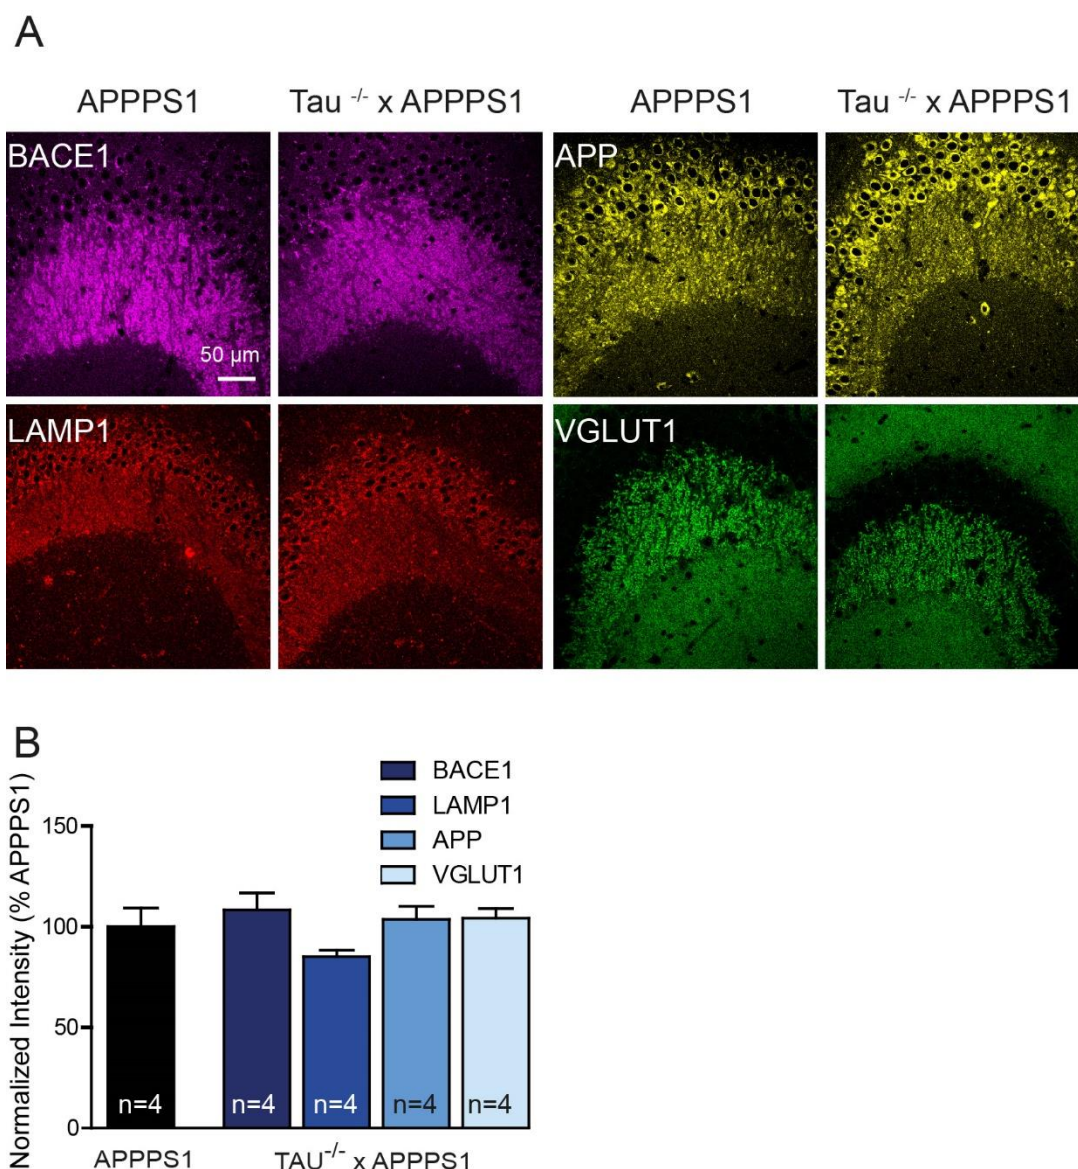 A
APPPS1 Tau -/- x APPPS1 APPPS1 Tau -/- x APPPS1
BACE1 APP
50 µm
LAMP1 VGLUT1
B
BACE1
LAMP1
APP
VGLUT1
Normalized Intensity (% APPPS1)
150
100
50
0
n=4 n=4 n=4 n=4 n=4
APPPS1 TAU-/- x APPPS1